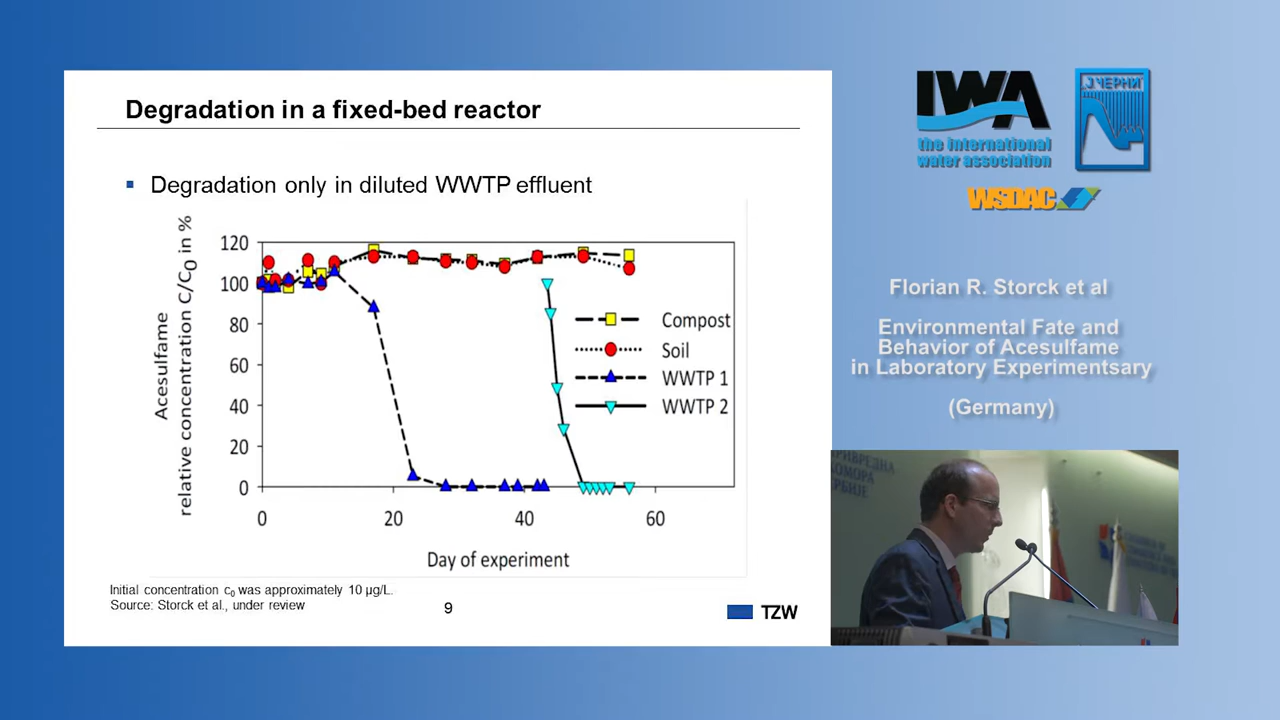 Degradation in a fixed-bed reactor
▪ Degradation only in diluted WWTP effluent
Acesulfame
relative concentration C/C0 in %
120
100
80
60
40
20
0
0 20 40 60
Day of experiment
Compost
Soil
WWTP 1
WWTP 2
Initial concentration c0 was approximately 10 µg/L.
Source: Storck et al., under review
9
TZW
IWA
the international
water association
Ј.ЧЕРНИ
WSDAC
Florian R. Storck et al
Environmental Fate and
Behavior of Acesulfame
in Laboratory Experimentsary
(Germany)